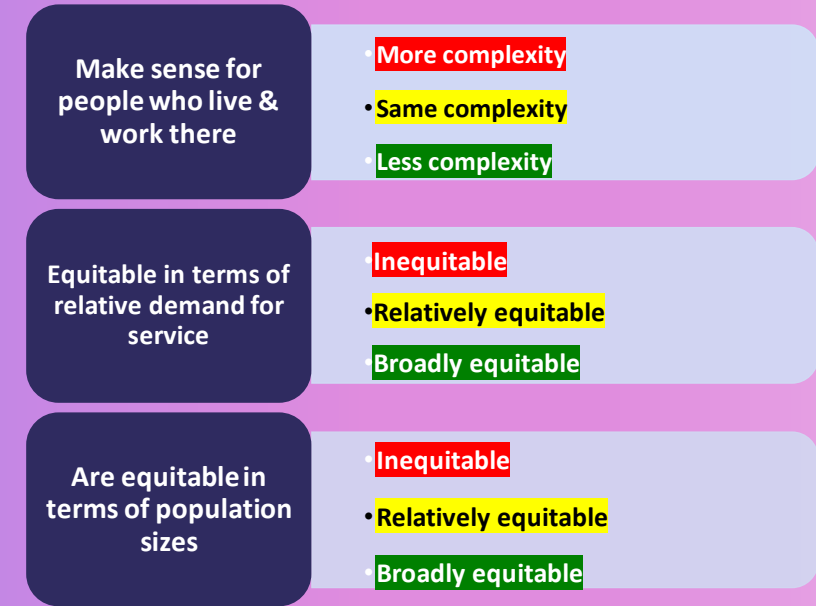 Make sense for
people who live &
work there
• More complexity
• Same complexity
• Less complexity
Equitable in terms of
relative demand for
service
• Inequitable
• Relatively equitable
• Broadly equitable
Are equitable in
terms of population
sizes
• Inequitable
• Relatively equitable
• Broadly equitable